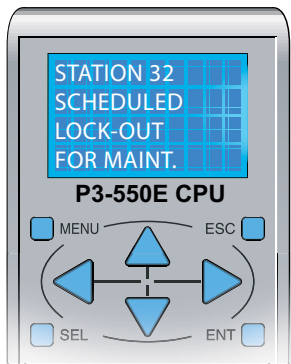 STATION 32
SCHEDULED
LOCK-OUT
FOR MAINT.
P3-550E CPU
MENU ESC
SEL ENT